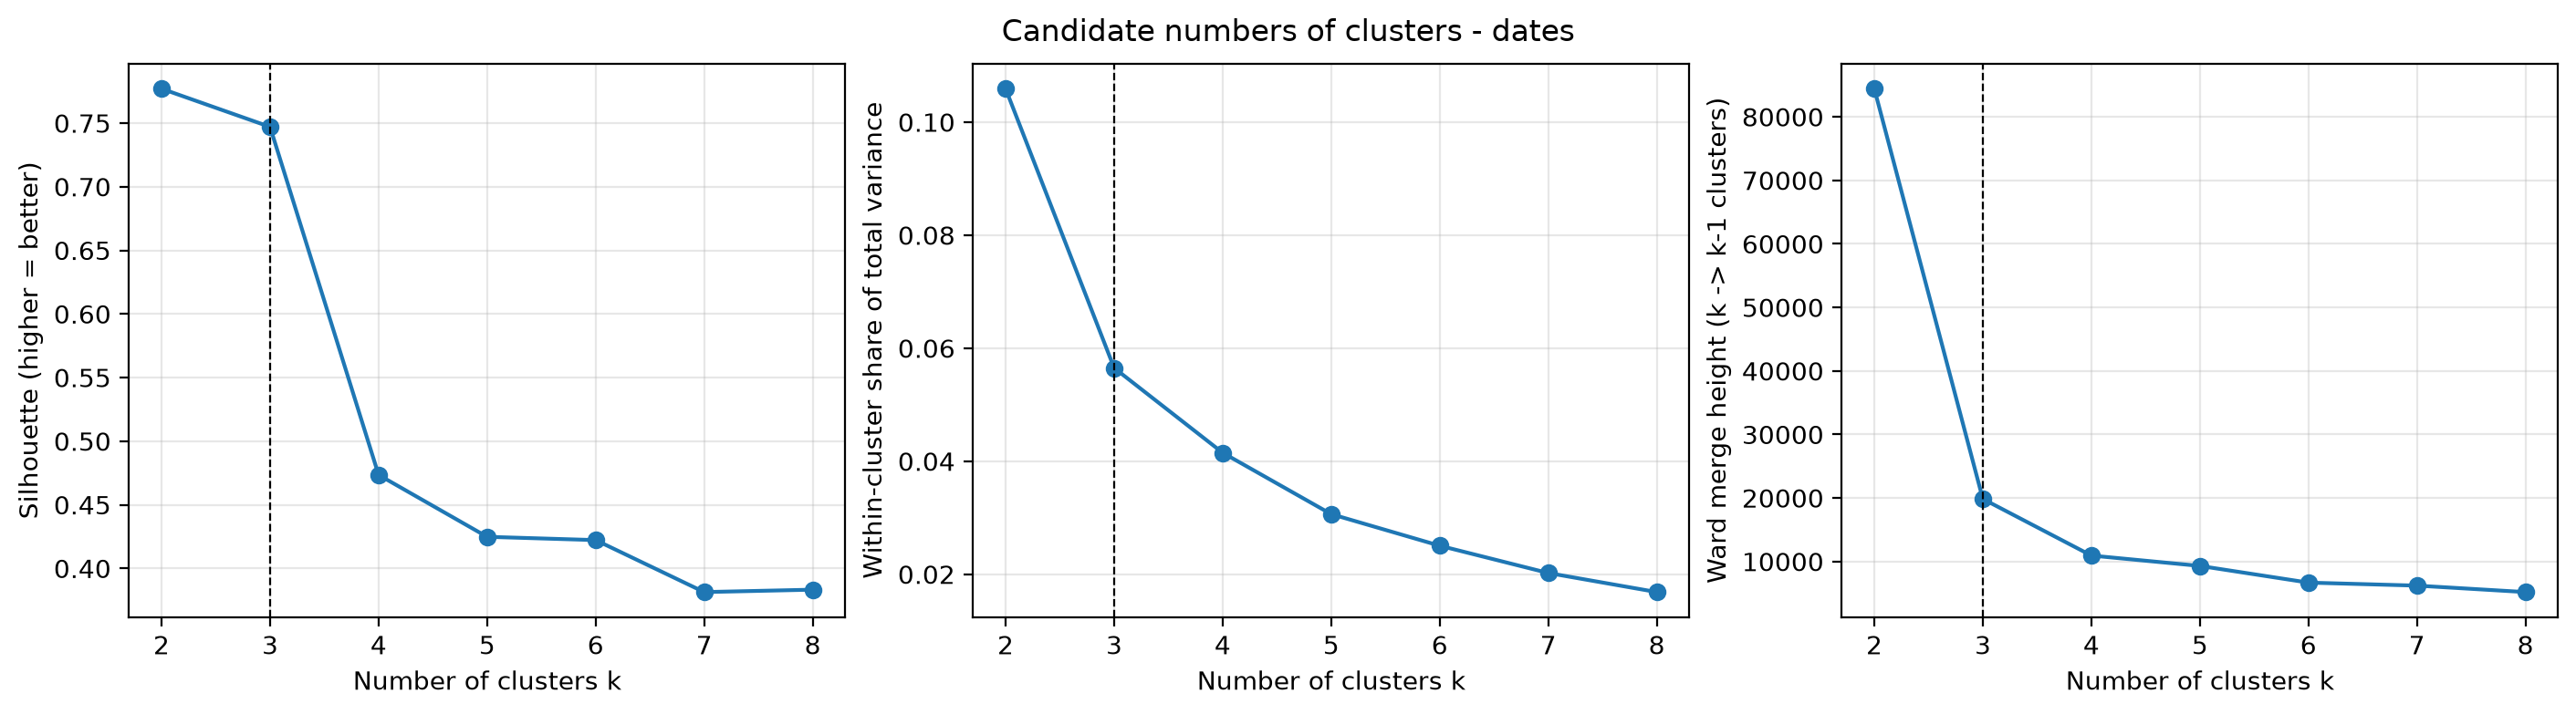 Candidate numbers of clusters - dates
Silhouette (higher = better)
0.75
0.70
0.65
0.60
0.55
0.50
0.45
0.40
2 3 4 5 6 7 8
Number of clusters k
Within-cluster share of total variance
0.10
0.08
0.06
0.04
0.02
2 3 4 5 6 7 8
Number of clusters k
Ward merge height (k -> k-1 clusters)
80000
70000
60000
50000
40000
30000
20000
10000
2 3 4 5 6 7 8
Number of clusters k